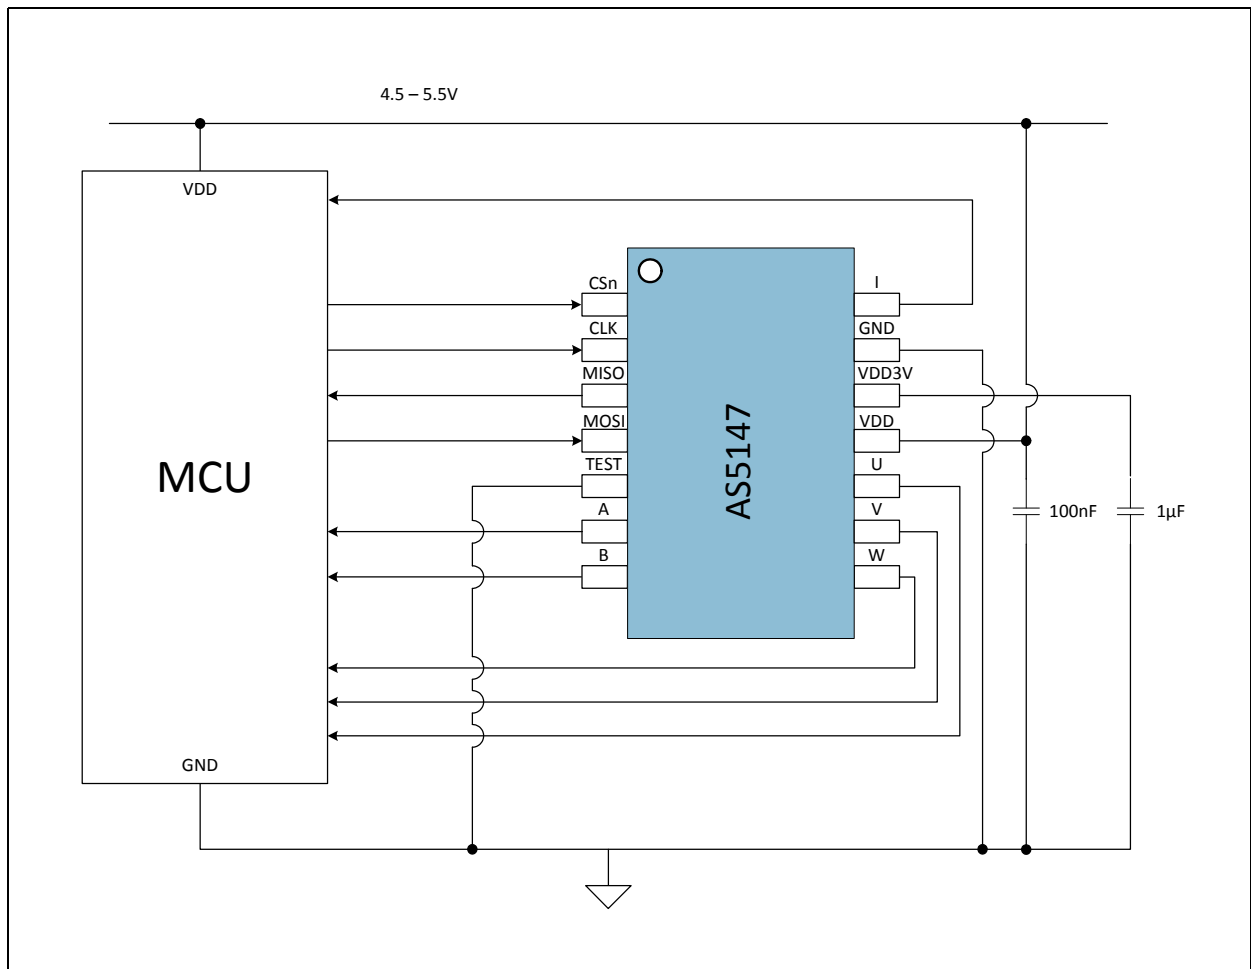 4.5 – 5.5V
VDD
CSn
I
CLK
GND
MISO
VDD3V
MOSI
VDD
TEST
U
A
V
B
W
MCU
AS5147
100nF
1µF
GND